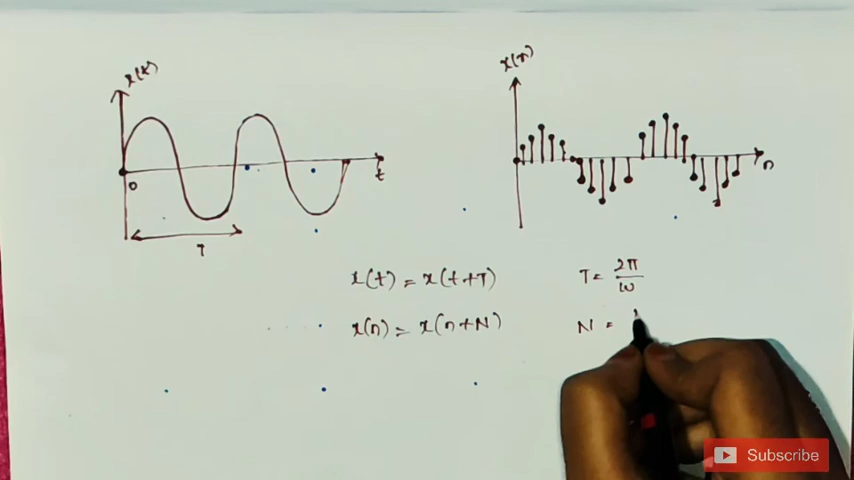 x(t)
0
t
T
x(n)
n
x(t) = x(t+T)
T = 2π/ω
x(n) = x(n+N)
N =
Subscribe